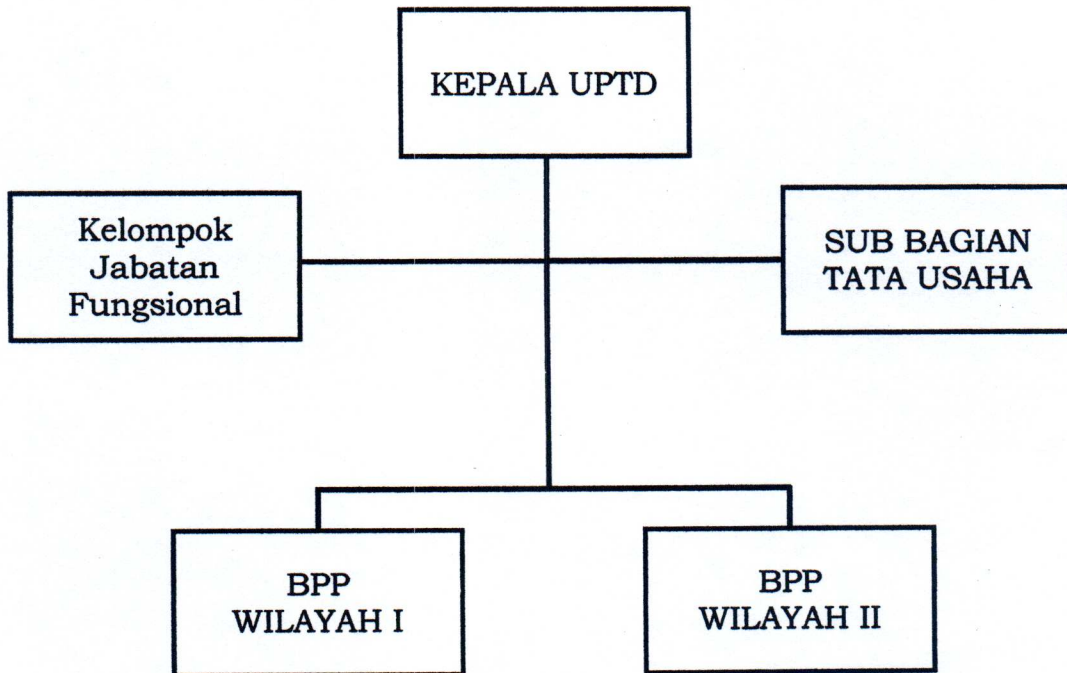 KEPALA UPTD
Kelompok
Jabatan
Fungsional
SUB BAGIAN
TATA USAHA
BPP
WILAYAH I
BPP
WILAYAH II